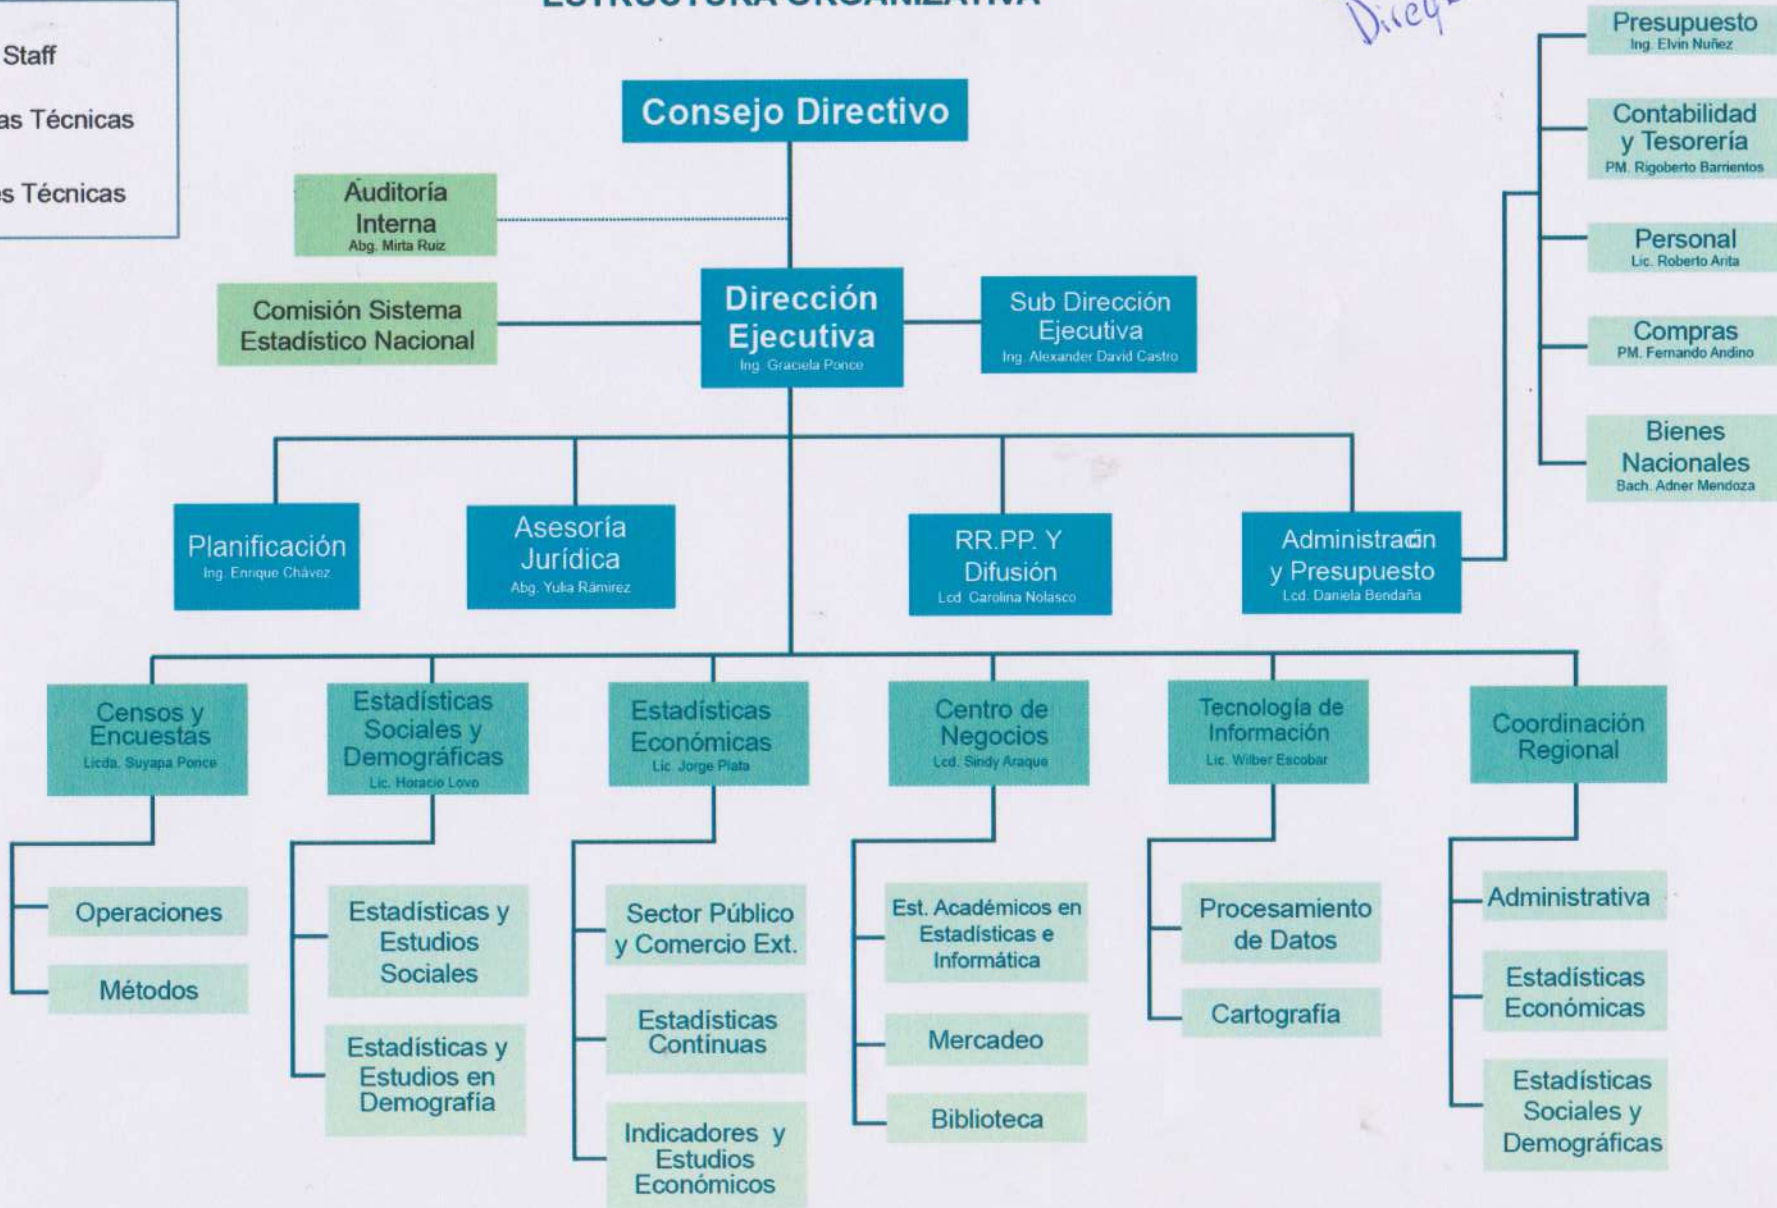 ESTRUCTURA ORGANIZATIVA
Staff
as Técnicas
es Técnicas
Consejo Directivo
Auditoría
Interna
Abg. Mirta Ruiz
Comisión Sistema
Estadístico Nacional
Dirección
Ejecutiva
Ing. Graciela Ponce
Sub Dirección
Ejecutiva
Ing. Alexander David Castro
Presupuesto
Ing. Elvin Nuñez
Contabilidad
y Tesorería
PM. Rigoberto Barrientos
Personal
Lic. Roberto Arita
Compras
PM. Fernando Andino
Bienes
Nacionales
Bach. Adner Mendoza
Planificación
Ing. Enrique Chávez
Asesoría
Jurídica
Abg. Yulia Rámirez
RR.PP. Y
Difusión
Lcd. Carolina Nolasco
Administración
y Presupuesto
Lcd. Daniela Bendaña
Censos y
Encuestas
Licda. Suyapa Ponce
Estadísticas
Sociales y
Demográficas
Lic. Horacio Lovo
Estadísticas
Económicas
Lic. Jorge Plata
Centro de
Negocios
Lcd. Sindy Araque
Tecnología de
Información
Lic. Wilber Escobar
Coordinación
Regional
Operaciones
Métodos
Estadísticas y
Estudios
Sociales
Estadísticas y
Estudios en
Demografía
Sector Público
y Comercio Ext.
Estadísticas
Contínuas
Indicadores y
Estudios
Económicos
Est. Académicos en
Estadísticas e
Informática
Mercadeo
Biblioteca
Procesamiento
de Datos
Cartografía
Administrativa
Estadísticas
Económicas
Estadísticas
Sociales y
Demográficas